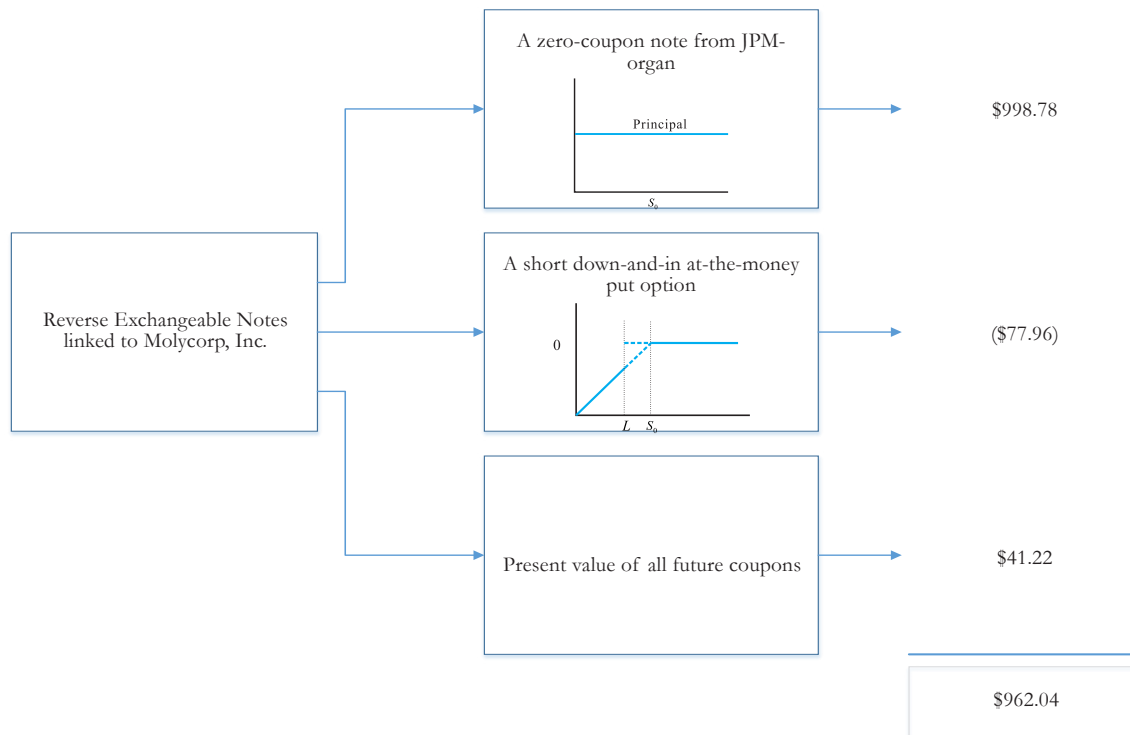 A zero-coupon note from JPM-
organ
Principal
S₀
$998.78
Reverse Exchangeable Notes
linked to Molycorp, Inc.
A short down-and-in at-the-money
put option
0
L
S₀
($77.96)
Present value of all future coupons
$41.22
$962.04